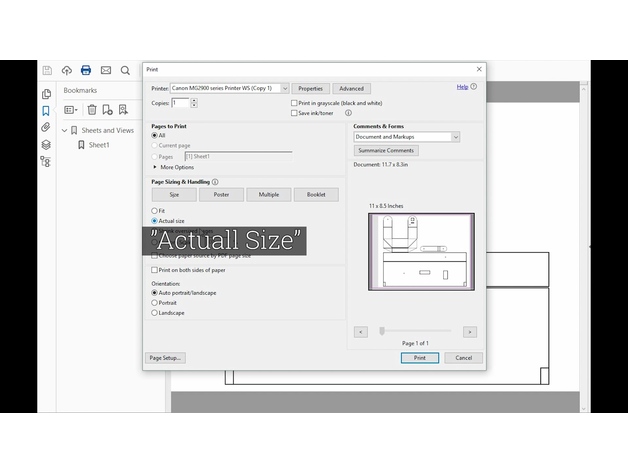 Print
Bookmarks
Printer: Canon MG2900 series Printer WS (Copy 1) Properties Advanced Help
Copies: 1
Print in grayscale (black and white)
Save ink/toner
Sheets and Views
Sheet1
Pages to Print
All
Current page
Pages [1] Sheet1
More Options
Page Sizing & Handling
Size Poster Multiple Booklet
Fit
Actual size
"Actuall Size"
Choose paper source by PDF page size
Print on both sides of paper
Orientation:
Auto portrait/landscape
Portrait
Landscape
Comments & Forms
Document and Markups
Summarize Comments
Document: 11.7 x 8.3in
11 x 8.5 Inches
< >
Page 1 of 1
Page Setup... Print Cancel